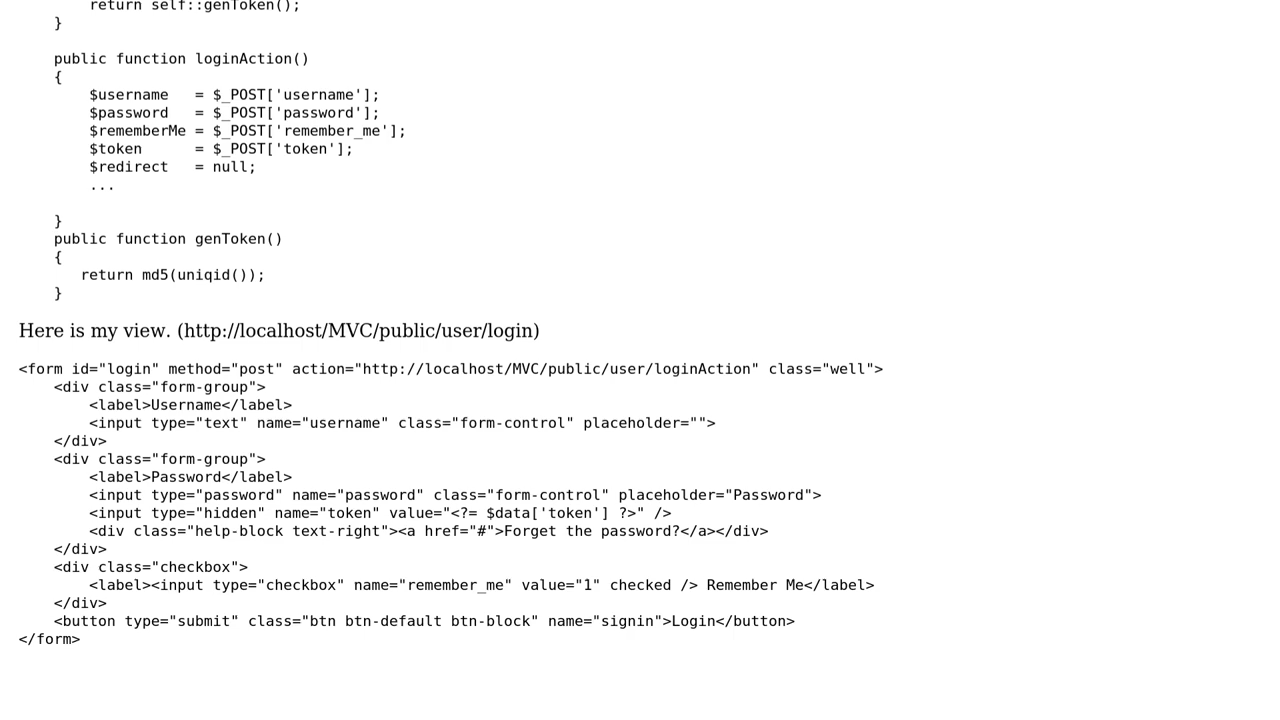 return self::genToken();
}
public function loginAction()
{
$username   = $_POST['username'];
$password   = $_POST['password'];
$rememberMe = $_POST['remember_me'];
$token      = $_POST['token'];
$redirect   = null;
...
}
public function genToken()
{
return md5(uniqid());
}
Here is my view. (http://localhost/MVC/public/user/login)
<form id="login" method="post" action="http://localhost/MVC/public/user/loginAction" class="well">
<div class="form-group">
<label>Username</label>
<input type="text" name="username" class="form-control" placeholder="">
</div>
<div class="form-group">
<label>Password</label>
<input type="password" name="password" class="form-control" placeholder="Password">
<input type="hidden" name="token" value="<?= $data['token'] ?>" />
<div class="help-block text-right"><a href="#">Forget the password?</a></div>
</div>
<div class="checkbox">
<label><input type="checkbox" name="remember_me" value="1" checked /> Remember Me</label>
</div>
<button type="submit" class="btn btn-default btn-block" name="signin">Login</button>
</form>